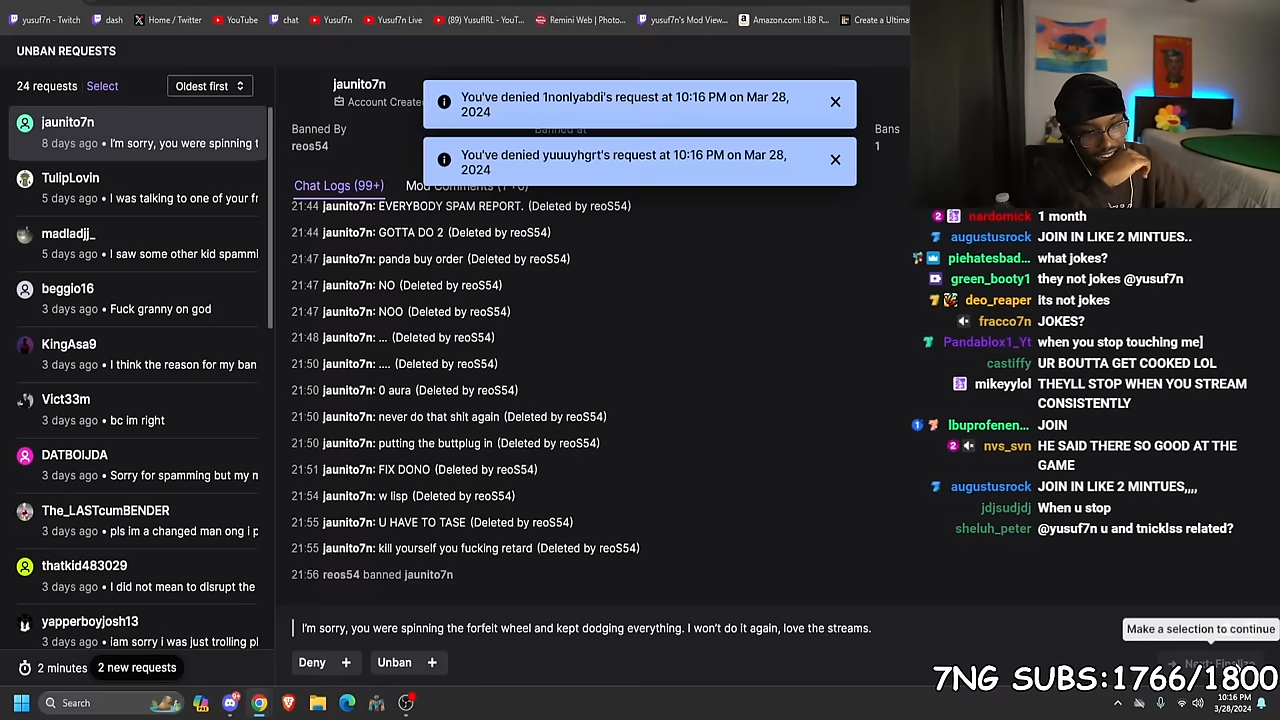 yusuf7n - Twitch
dash
Home / Twitter
YouTube
chat
Yusuf7n
Yusuf7n Live
(89) YusufIRL - YouT...
Remini Web | Photo...
yusuf7n's Mod View...
Amazon.com: I.BB R...
Create a Ultima
UNBAN REQUESTS
24 requests Select
Oldest first
jaunito7n
8 days ago • I'm sorry, you were spinning t
TulipLovin
5 days ago • I was talking to one of your fr
madladjj_
5 days ago • I saw some other kid spammi
beggio16
3 days ago • Fuck granny on god
KingAsa9
3 days ago • I think the reason for my ban
Vict33m
3 days ago • bc im right
DATBOIJDA
3 days ago • Sorry for spamming but my n
The_LASTcumBENDER
3 days ago • pls im a changed man ong i p
thatkid483029
3 days ago • I did not mean to disrupt the
yapperboyjosh13
3 days ago • iam sorry i was just trolling pl
2 minutes 2 new requests
jaunito7n
Account Create
You've denied 1nonlyabdi's request at 10:16 PM on Mar 28,
2024
You've denied yuuuyhgrt's request at 10:16 PM on Mar 28,
2024
Banned By
reos54
Banned at
Bans
1
Chat Logs (99+)
21:44 jaunito7n: EVERYBODY SPAM REPORT. (Deleted by reoS54)
21:44 jaunito7n: GOTTA DO 2 (Deleted by reoS54)
21:47 jaunito7n: panda buy order (Deleted by reoS54)
21:47 jaunito7n: NO (Deleted by reoS54)
21:47 jaunito7n: NOO (Deleted by reoS54)
21:48 jaunito7n: ... (Deleted by reoS54)
21:50 jaunito7n: .... (Deleted by reoS54)
21:50 jaunito7n: 0 aura (Deleted by reoS54)
21:50 jaunito7n: never do that sh!t again (Deleted by reoS54)
21:50 jaunito7n: putting the buttplug in (Deleted by reoS54)
21:51 jaunito7n: FIX DONO (Deleted by reoS54)
21:54 jaunito7n: w lisp (Deleted by reoS54)
21:55 jaunito7n: U HAVE TO TASE (Deleted by reoS54)
21:55 jaunito7n: kill yourself you fucking retard (Deleted by reoS54)
21:56 reos54 banned jaunito7n
I'm sorry, you were spinning the forfeit wheel and kept dodging everything. I won't do it again, love the streams.
Deny +
Unban +
nardomick 1 month
augustusrock JOIN IN LIKE 2 MINTUES..
piehatesbad... what jokes?
green_booty1 they not jokes @yusuf7n
deo_reaper its not jokes
fracco7n JOKES?
Pandablox1_Yt when you stop touching me]
castiffy UR BOUTTA GET COOKED LOL
mikeyylol THEYLL STOP WHEN YOU STREAM
CONSISTENTLY
Ibuprofenen... JOIN
nvs_svn HE SAID THERE SO GOOD AT THE
GAME
augustusrock JOIN IN LIKE 2 MINTUES,,,,
jdjsudjdj When u stop
sheluh_peter @yusuf7n u and tnicklss related?
Make a selection to continue
Next: Finalize
7NG SUBS:1766/1800
Search
10:16 PM
3/28/2024